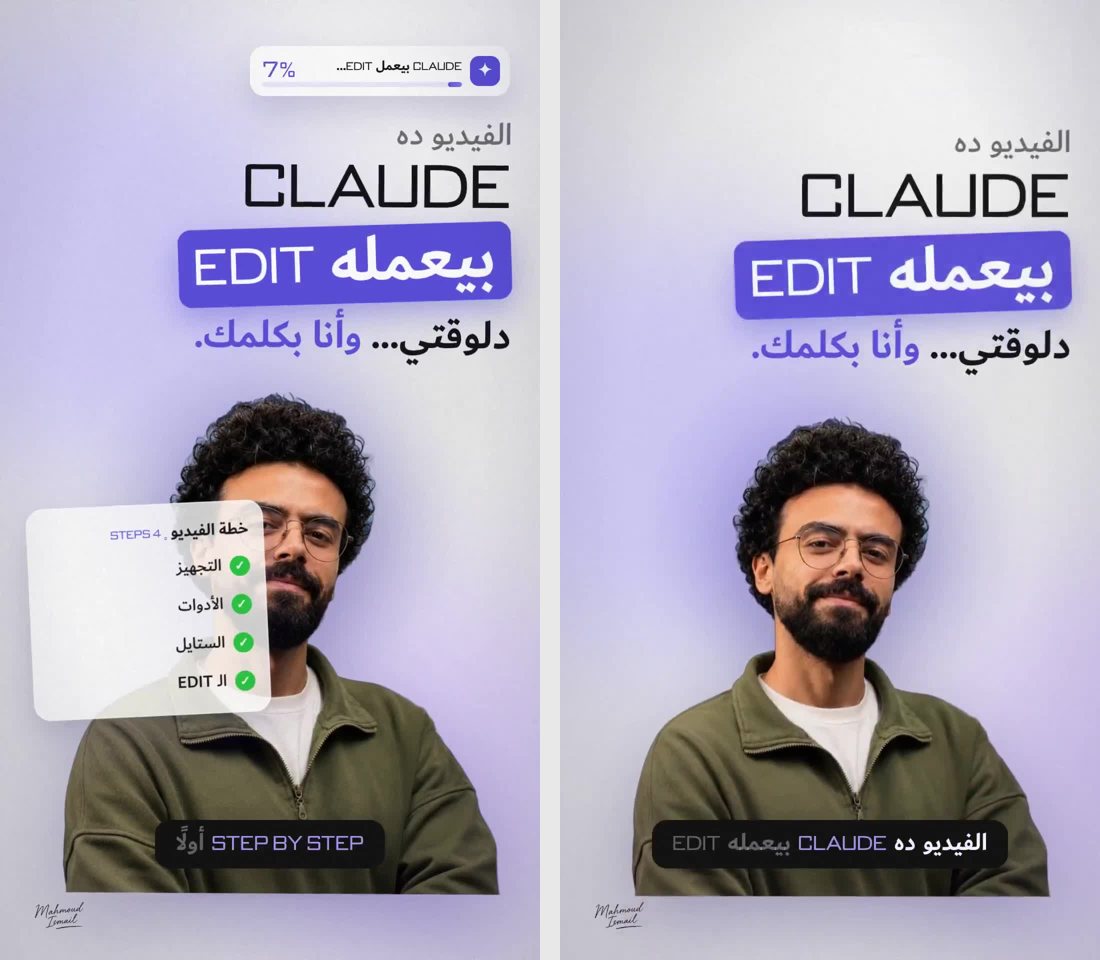 CLAUDE بيعمل EDIT...
7%
الفيديو ده
CLAUDE
بيعمله EDIT
دلوقتي... وأنا بكلمك.
خطة الفيديو . 4 STEPS
التجهيز
الأدوات
الستايل
الـ EDIT
STEP BY STEP أولًا
Mahmoud
Ismail
الفيديو ده
CLAUDE
بيعمله EDIT
دلوقتي... وأنا بكلمك.
الفيديو ده CLAUDE بيعمله EDIT
Mahmoud
Ismail